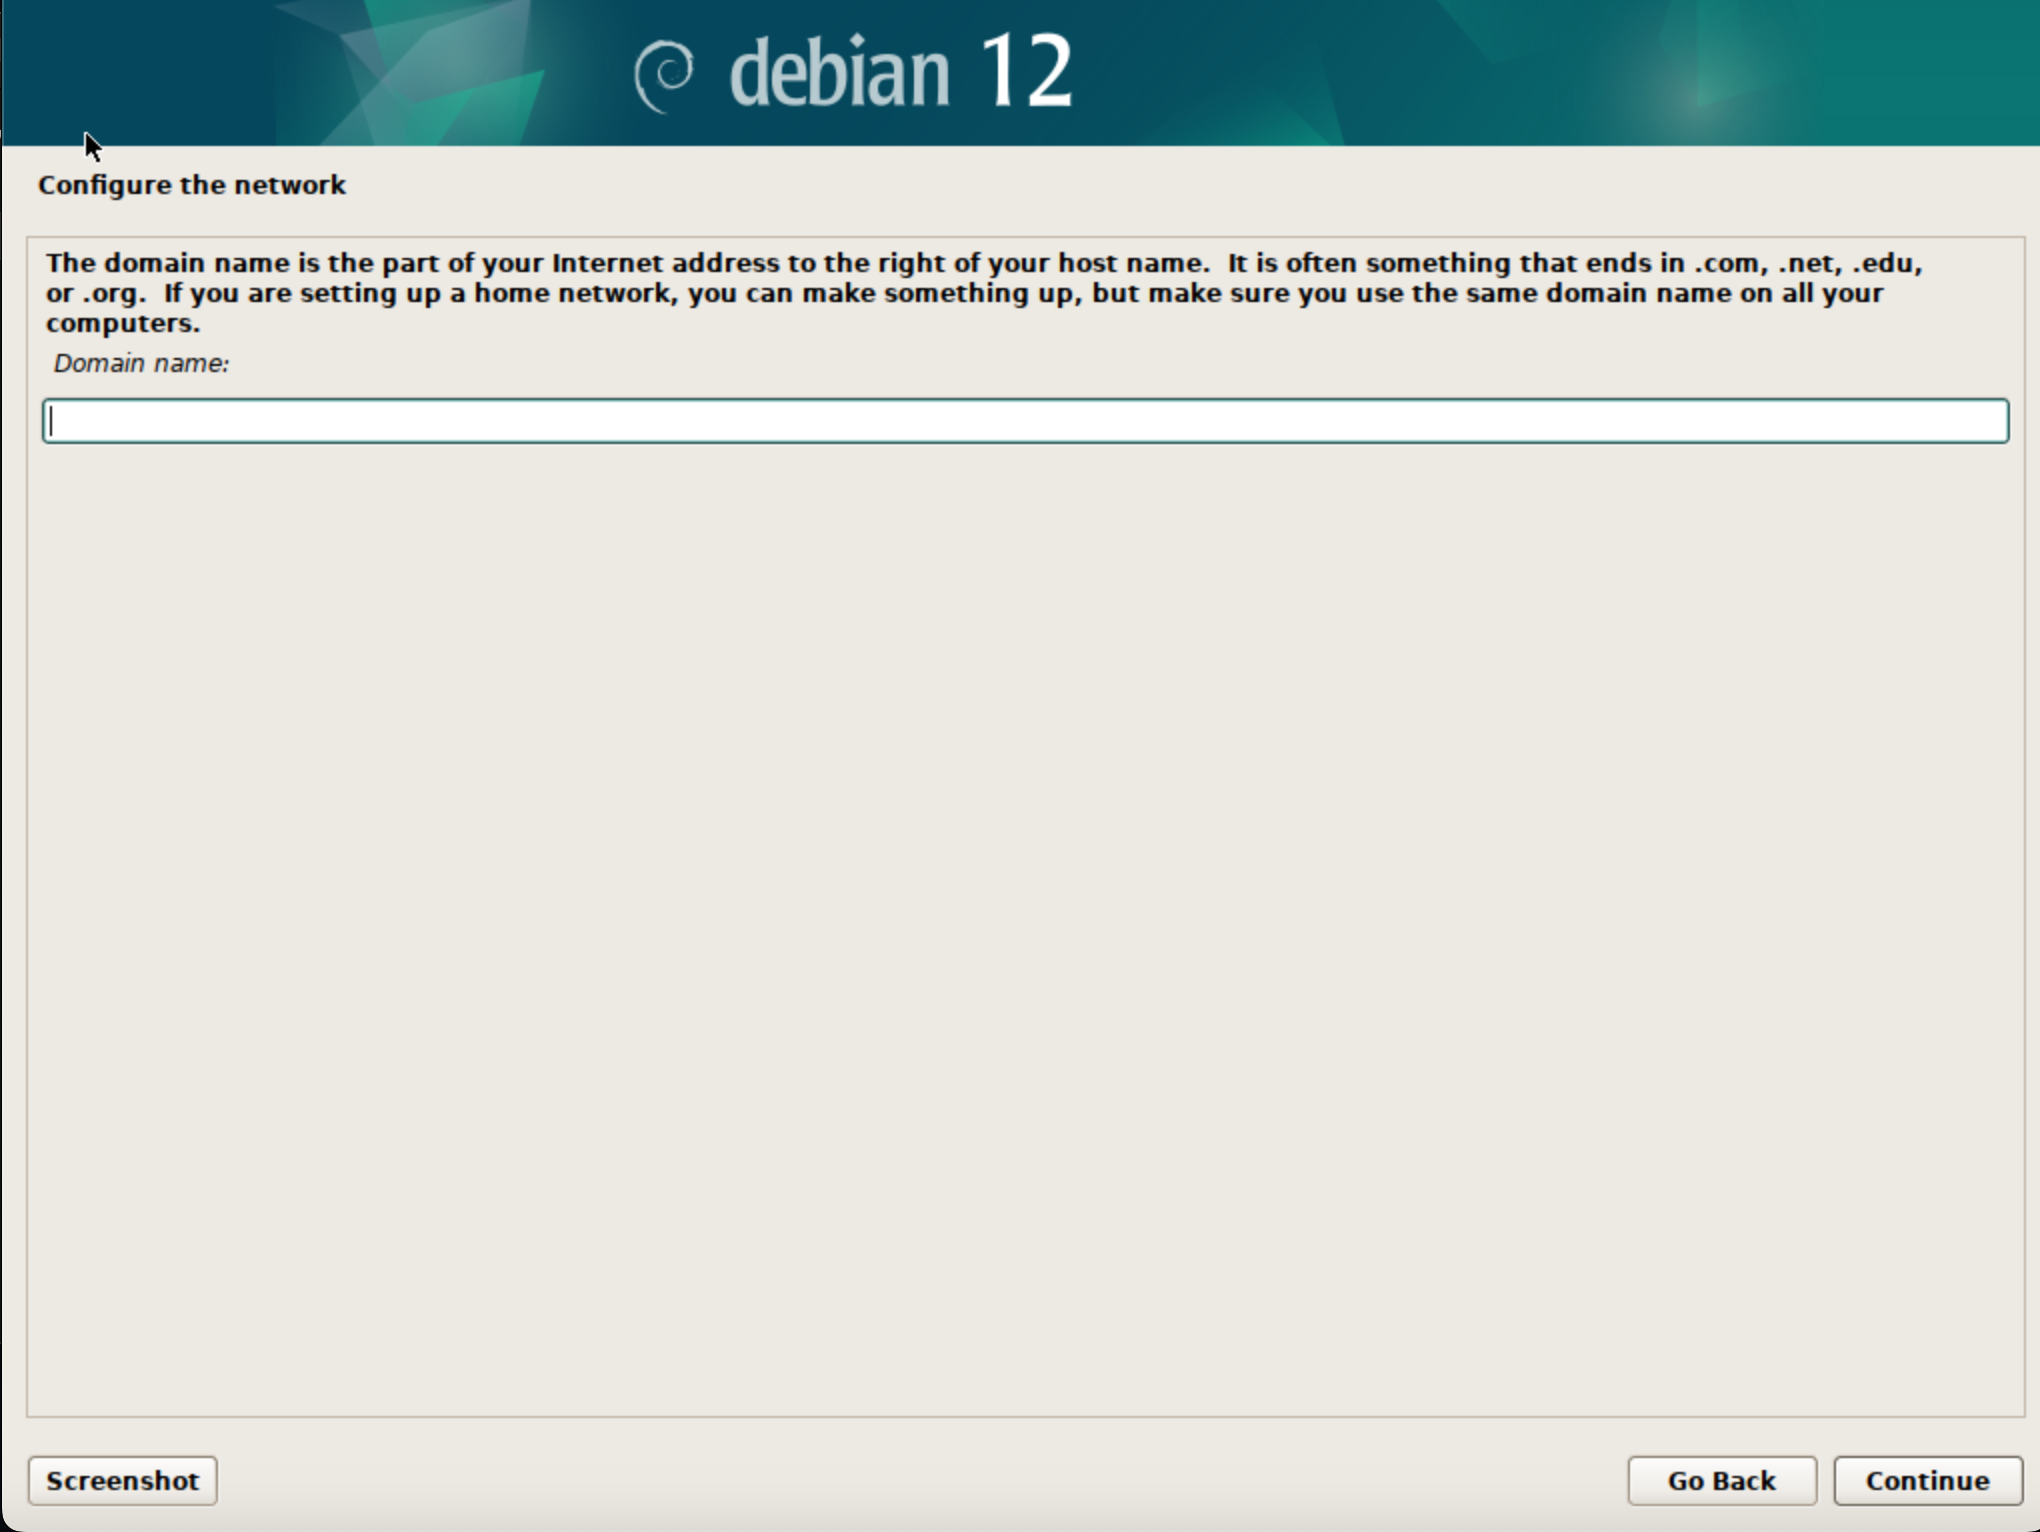 debian 12
Configure the network
The domain name is the part of your Internet address to the right of your host name.  It is often something that ends in .com, .net, .edu,
or .org.  If you are setting up a home network, you can make something up, but make sure you use the same domain name on all your
computers.
Domain name:
Screenshot
Go Back
Continue